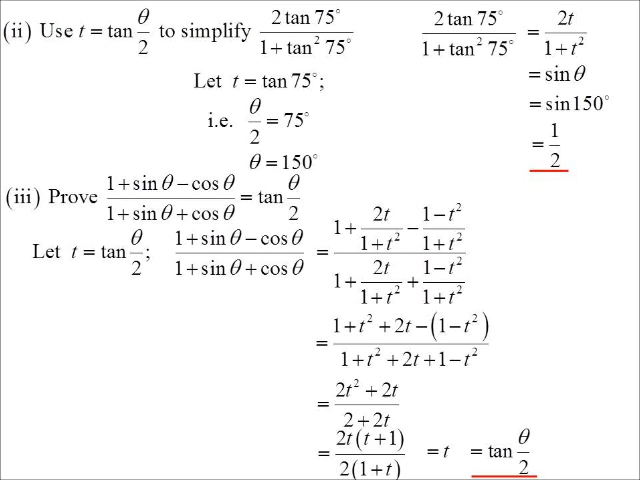 (ii) Use t = tan θ/2 to simplify 2 tan 75° / 1 + tan² 75°
2 tan 75° / 1 + tan² 75° = 2t / 1 + t²
Let t = tan 75°;
= sin θ
i.e. θ/2 = 75°
= sin 150°
θ = 150°
= 1/2
(iii) Prove 1 + sin θ − cos θ / 1 + sin θ + cos θ = tan θ/2
Let t = tan θ/2; 1 + sin θ − cos θ / 1 + sin θ + cos θ = 1 + 2t/1+t² − 1−t²/1+t² / 1 + 2t/1+t² + 1−t²/1+t²
= 1 + t² + 2t − (1 − t²) / 1 + t² + 2t + 1 − t²
= 2t² + 2t / 2 + 2t
= 2t(t + 1) / 2(1 + t) = t = tan θ/2